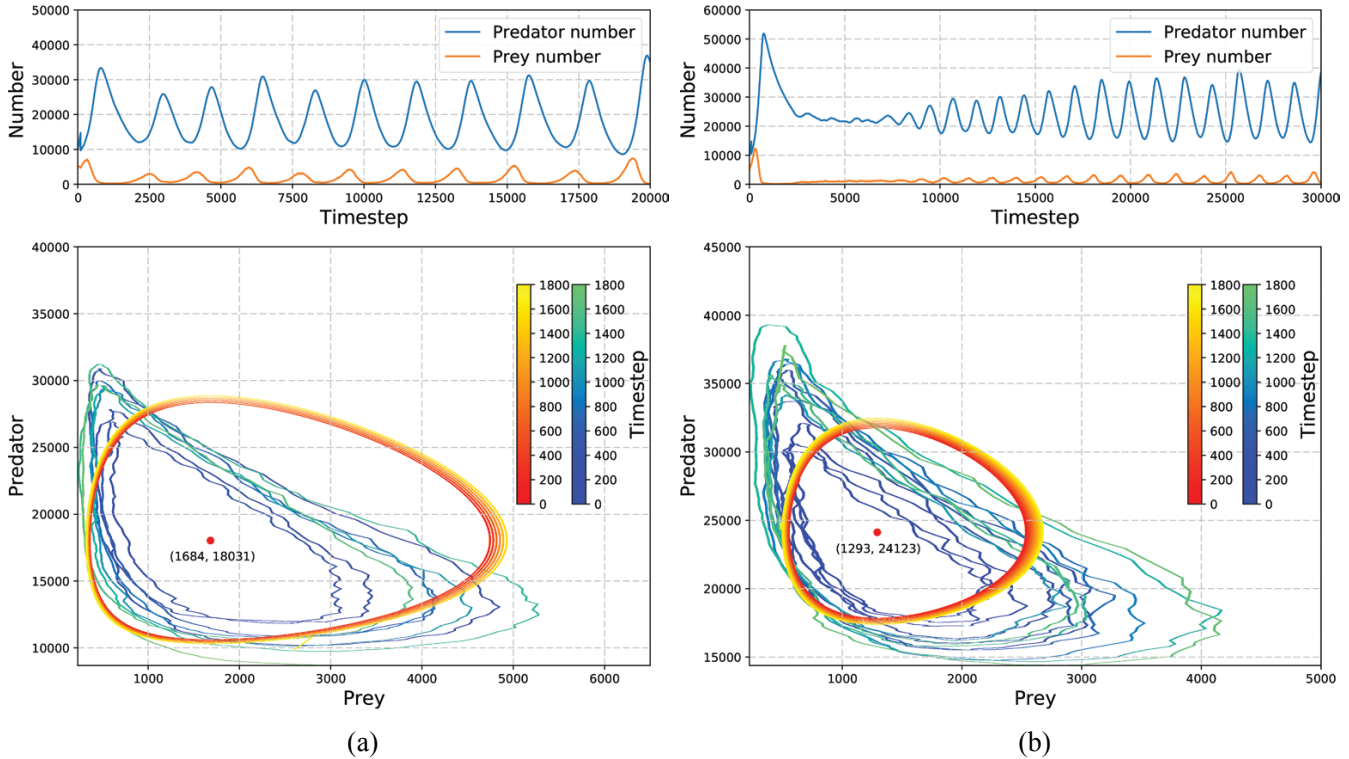 50000
40000
30000
20000
10000
0
Number
Predator number
Prey number
0 2500 5000 7500 10000 12500 15000 17500 20000
Timestep
60000
50000
40000
30000
20000
10000
0
Number
Predator number
Prey number
0 5000 10000 15000 20000 25000 30000
Timestep
40000
35000
30000
25000
20000
15000
10000
Predator
1800 1800
1600 1600
1400 1400
1200 1200
1000 1000
800 800
600 600
400 400
200 200
0 0
Timestep
(1684, 18031)
1000 2000 3000 4000 5000 6000
Prey
(a)
45000
40000
35000
30000
25000
20000
15000
Predator
1800 1800
1600 1600
1400 1400
1200 1200
1000 1000
800 800
600 600
400 400
200 200
0 0
Timestep
(1293, 24123)
1000 2000 3000 4000 5000
Prey
(b)